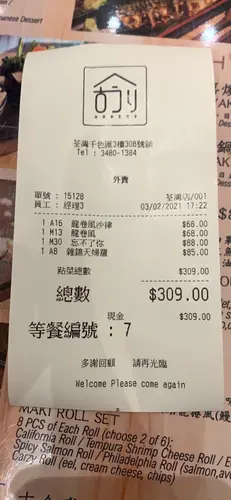 おうり
荃灣千色匯3樓308號舖
Tel : 3480-1384
外賣
單號 : 15128 荃灣店/001
員工 : 經理3 03/02/2021 17:22
1 A16 龍卷風沙律 $68.00
1 M13 龍卷風 $68.00
1 M30 忘不了你 $88.00
1 A8 雜錦天婦羅 $85.00
點菜總數 $309.00
總數 $309.00
現金 $309.00
等餐編號 : 7
多謝回顧 請再光臨
Welcome Please come again
MAKI ROLL SET
8 PCS of Each Roll (choose 2 of 6):
California Roll / Tempura Shrimp Cheese Roll /
Spicy Salmon Roll / Philadelphia Roll (salmon,
Carzy Roll (eel, cream cheese, chips)